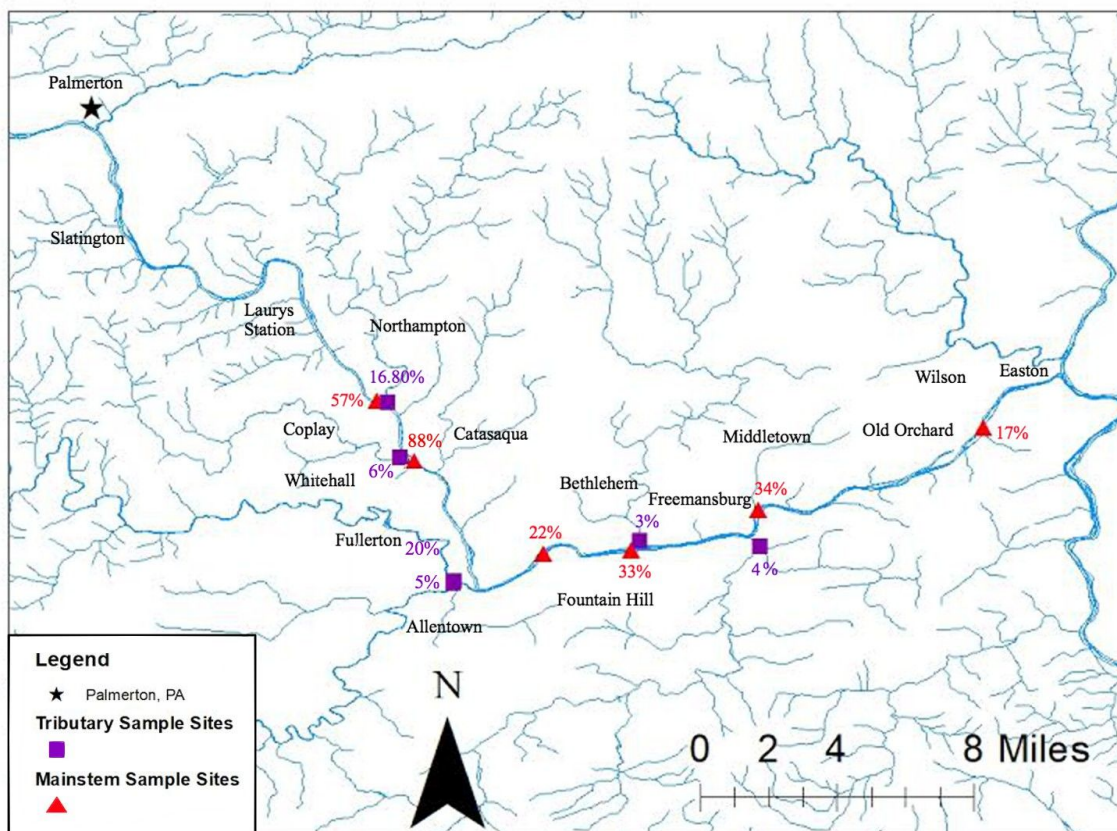 Palmerton
Slatington
Laurys
Station
Northampton
16.80%
57%
Coplay
88%
Catasaqua
6%
Whitehall
Wilson
Easton
Old Orchard
17%
Middletown
Bethlehem
Freemansburg
34%
3%
22%
33%
4%
Fullerton
20%
5%
Fountain Hill
Allentown
N
0 2 4 8 Miles
Legend
Palmerton, PA
Tributary Sample Sites
Mainstem Sample Sites